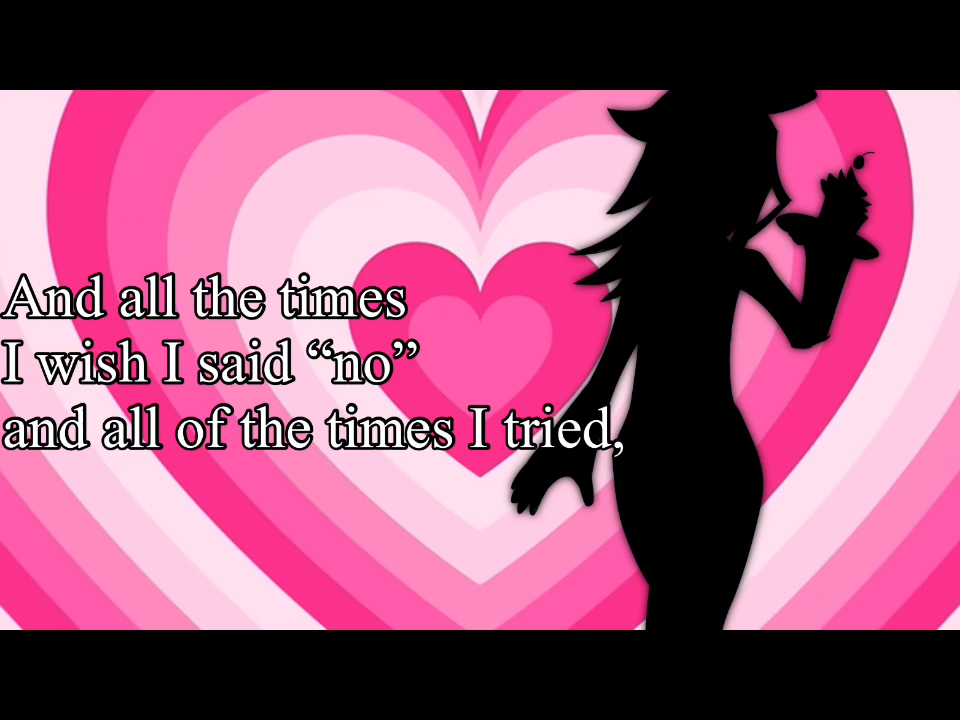 And all the times
I wish I said “no”
and all of the times I tried,